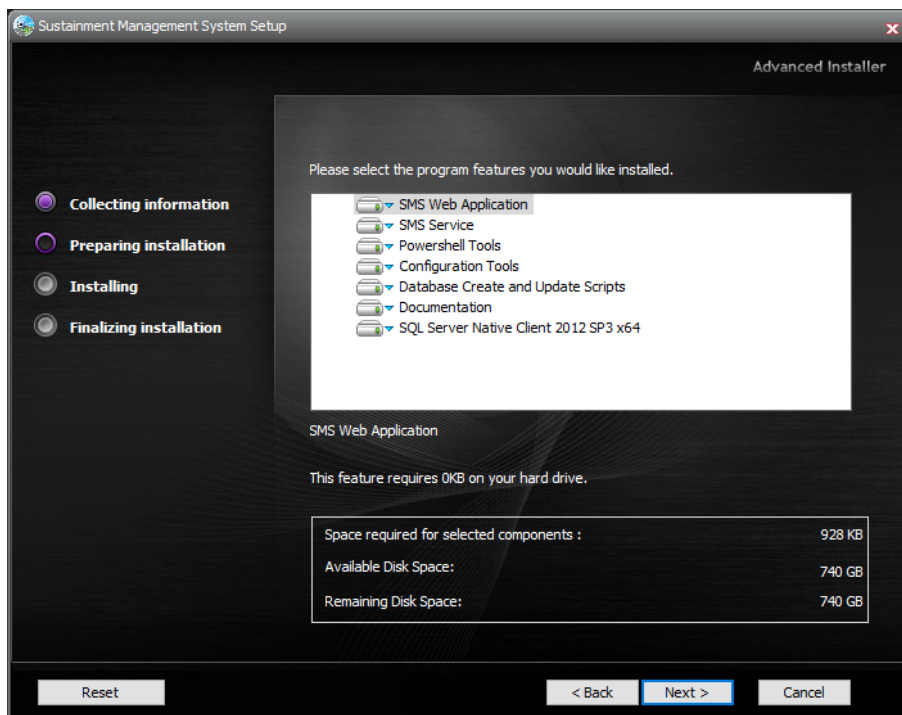 Sustainment Management System Setup
Advanced Installer
Please select the program features you would like installed.
Collecting information
Preparing installation
Installing
Finalizing installation
SMS Web Application
SMS Service
Powershell Tools
Configuration Tools
Database Create and Update Scripts
Documentation
SQL Server Native Client 2012 SP3 x64
SMS Web Application
This feature requires 0KB on your hard drive.
Space required for selected components : 928 KB
Available Disk Space: 740 GB
Remaining Disk Space: 740 GB
Reset < Back Next > Cancel